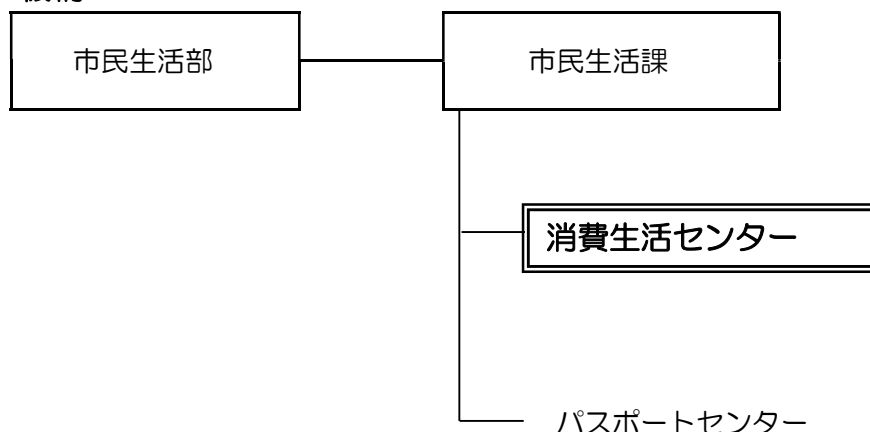 市民生活部
市民生活課
消費生活センター
パスポートセンター